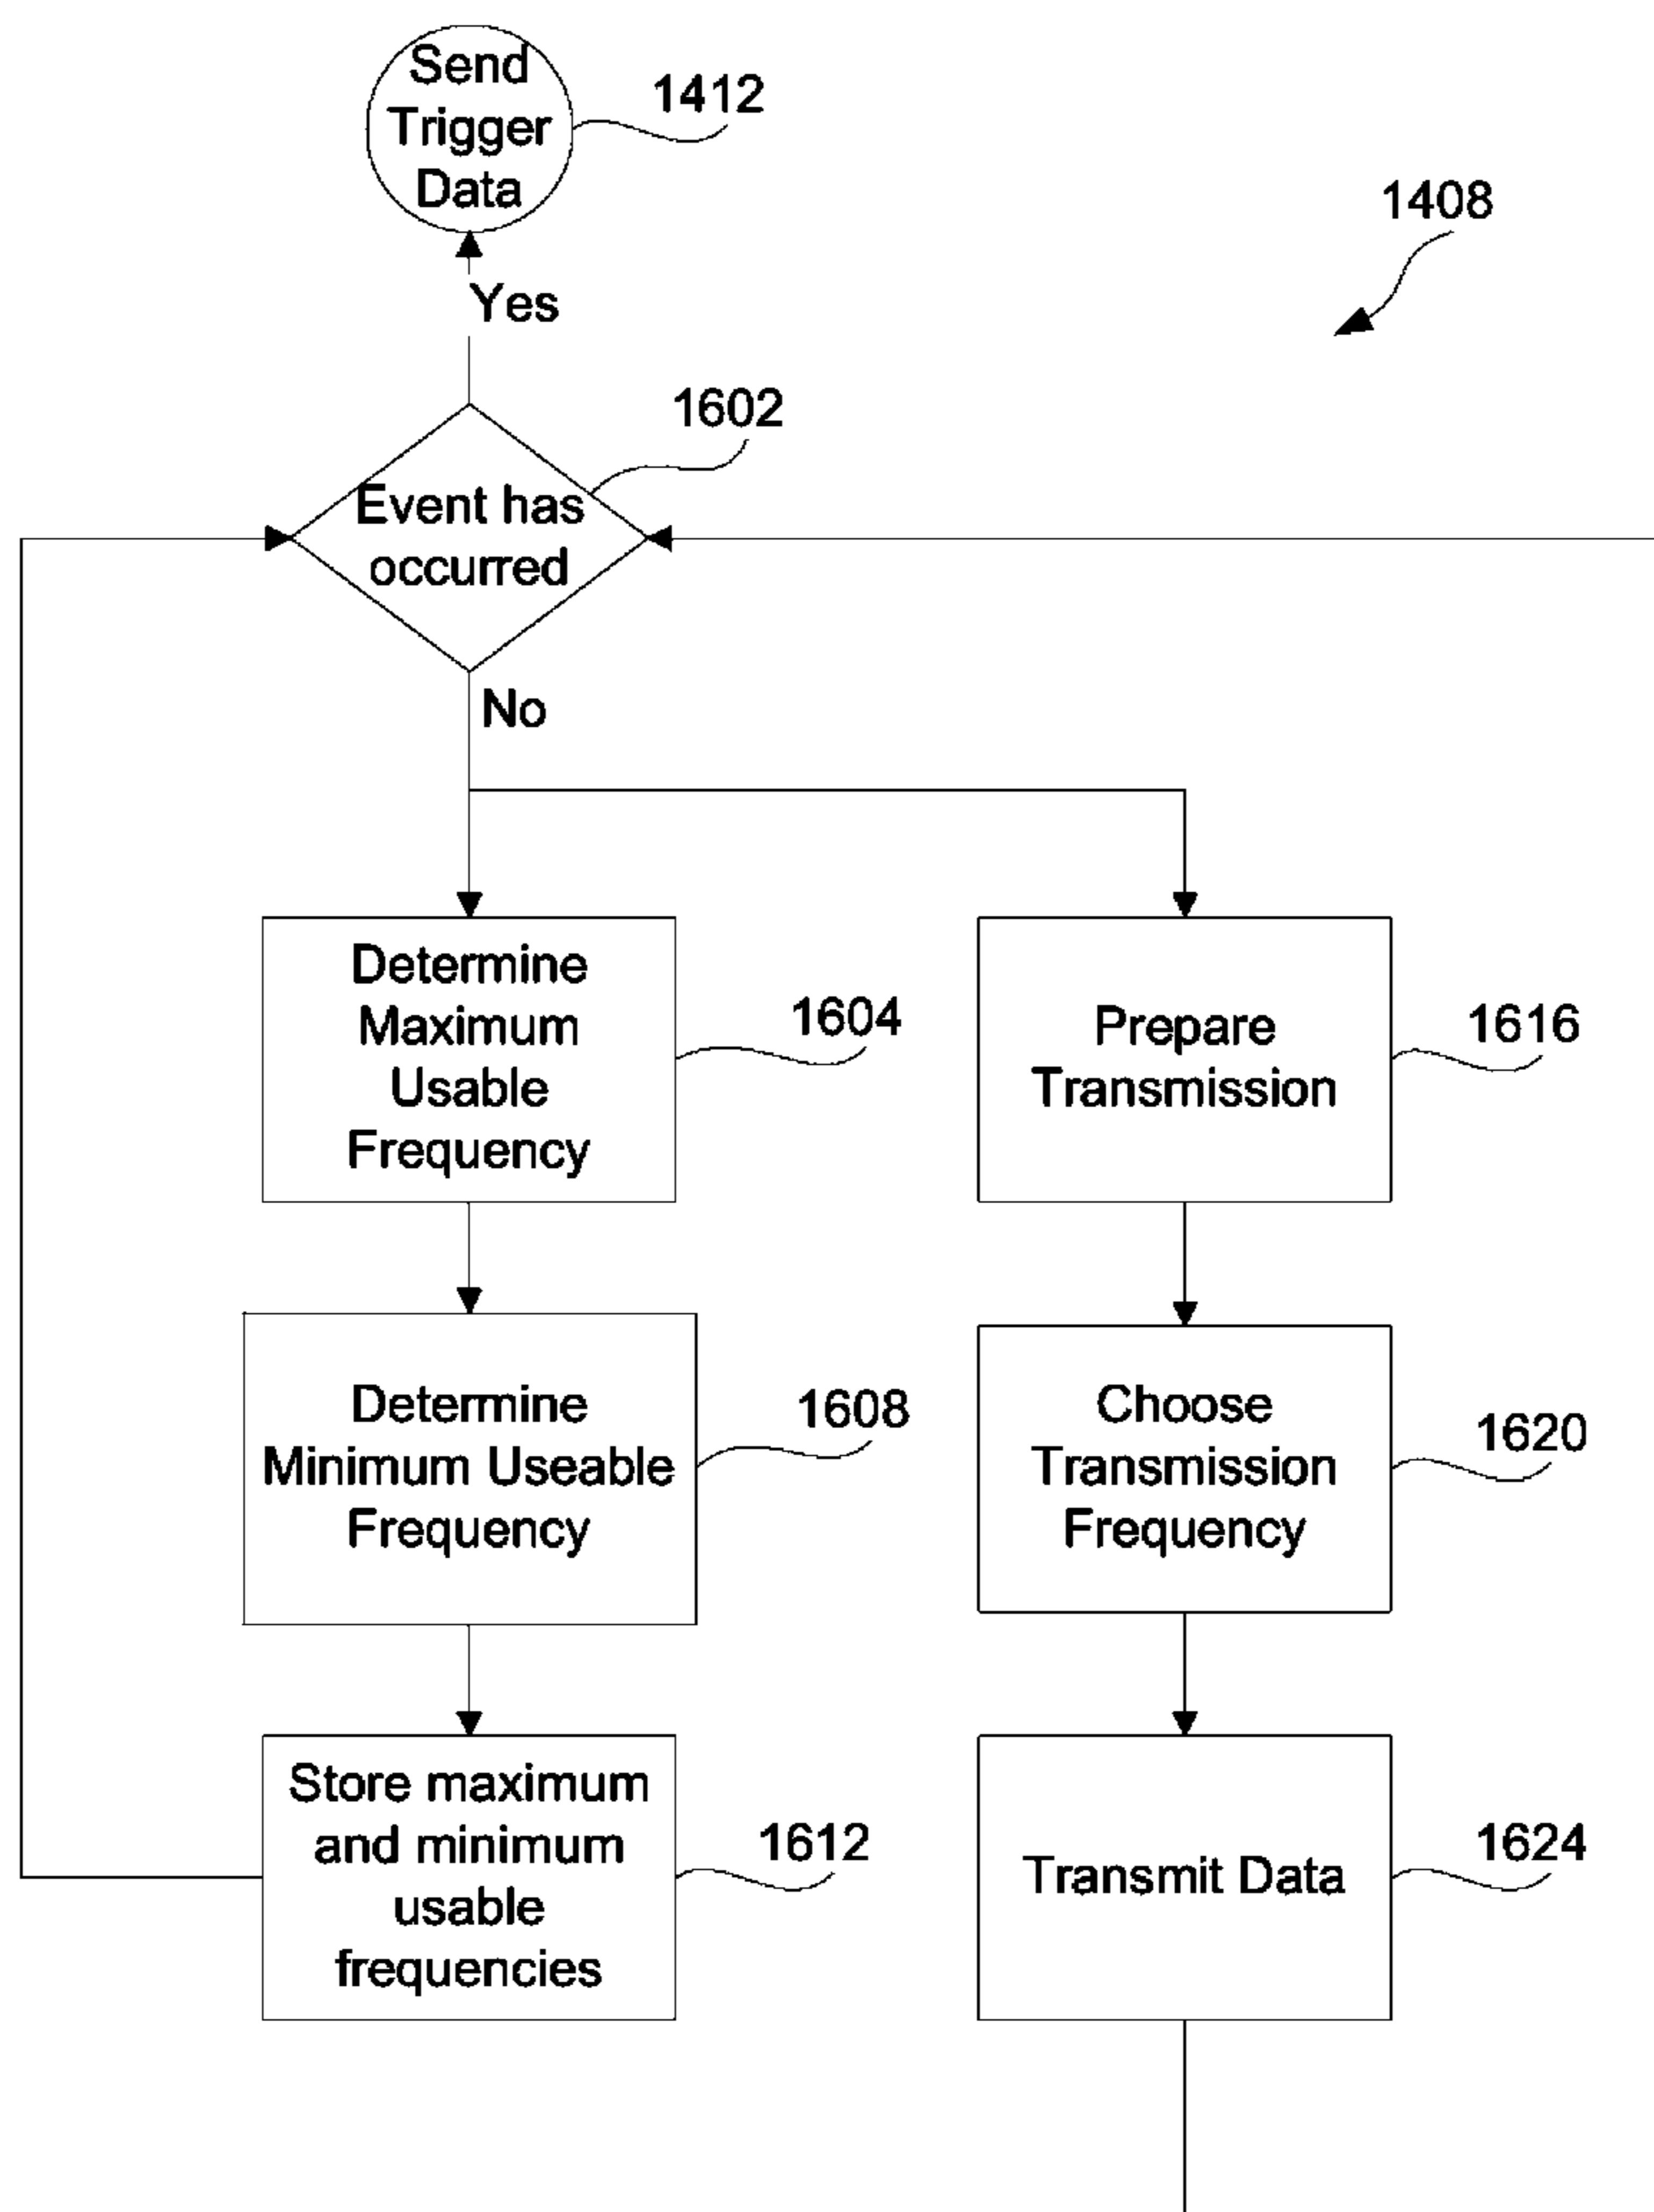 Send
Trigger
Data
1412
1408
Yes
1602
Event has
occurred
No
Determine
Maximum
Usable
Frequency
1604
Prepare
Transmission
1616
Determine
Minimum Useable
Frequency
1608
Choose
Transmission
Frequency
1620
Store maximum
and minimum
usable
frequencies
1612
Transmit Data
1624